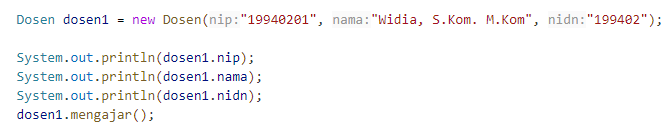 Dosen dosen1 = new Dosen(nip:"19940201", nama:"Widia, S.Kom. M.Kom", nidn:"199402");
System.out.println(dosen1.nip);
System.out.println(dosen1.nama);
System.out.println(dosen1.nidn);
dosen1.mengajar();